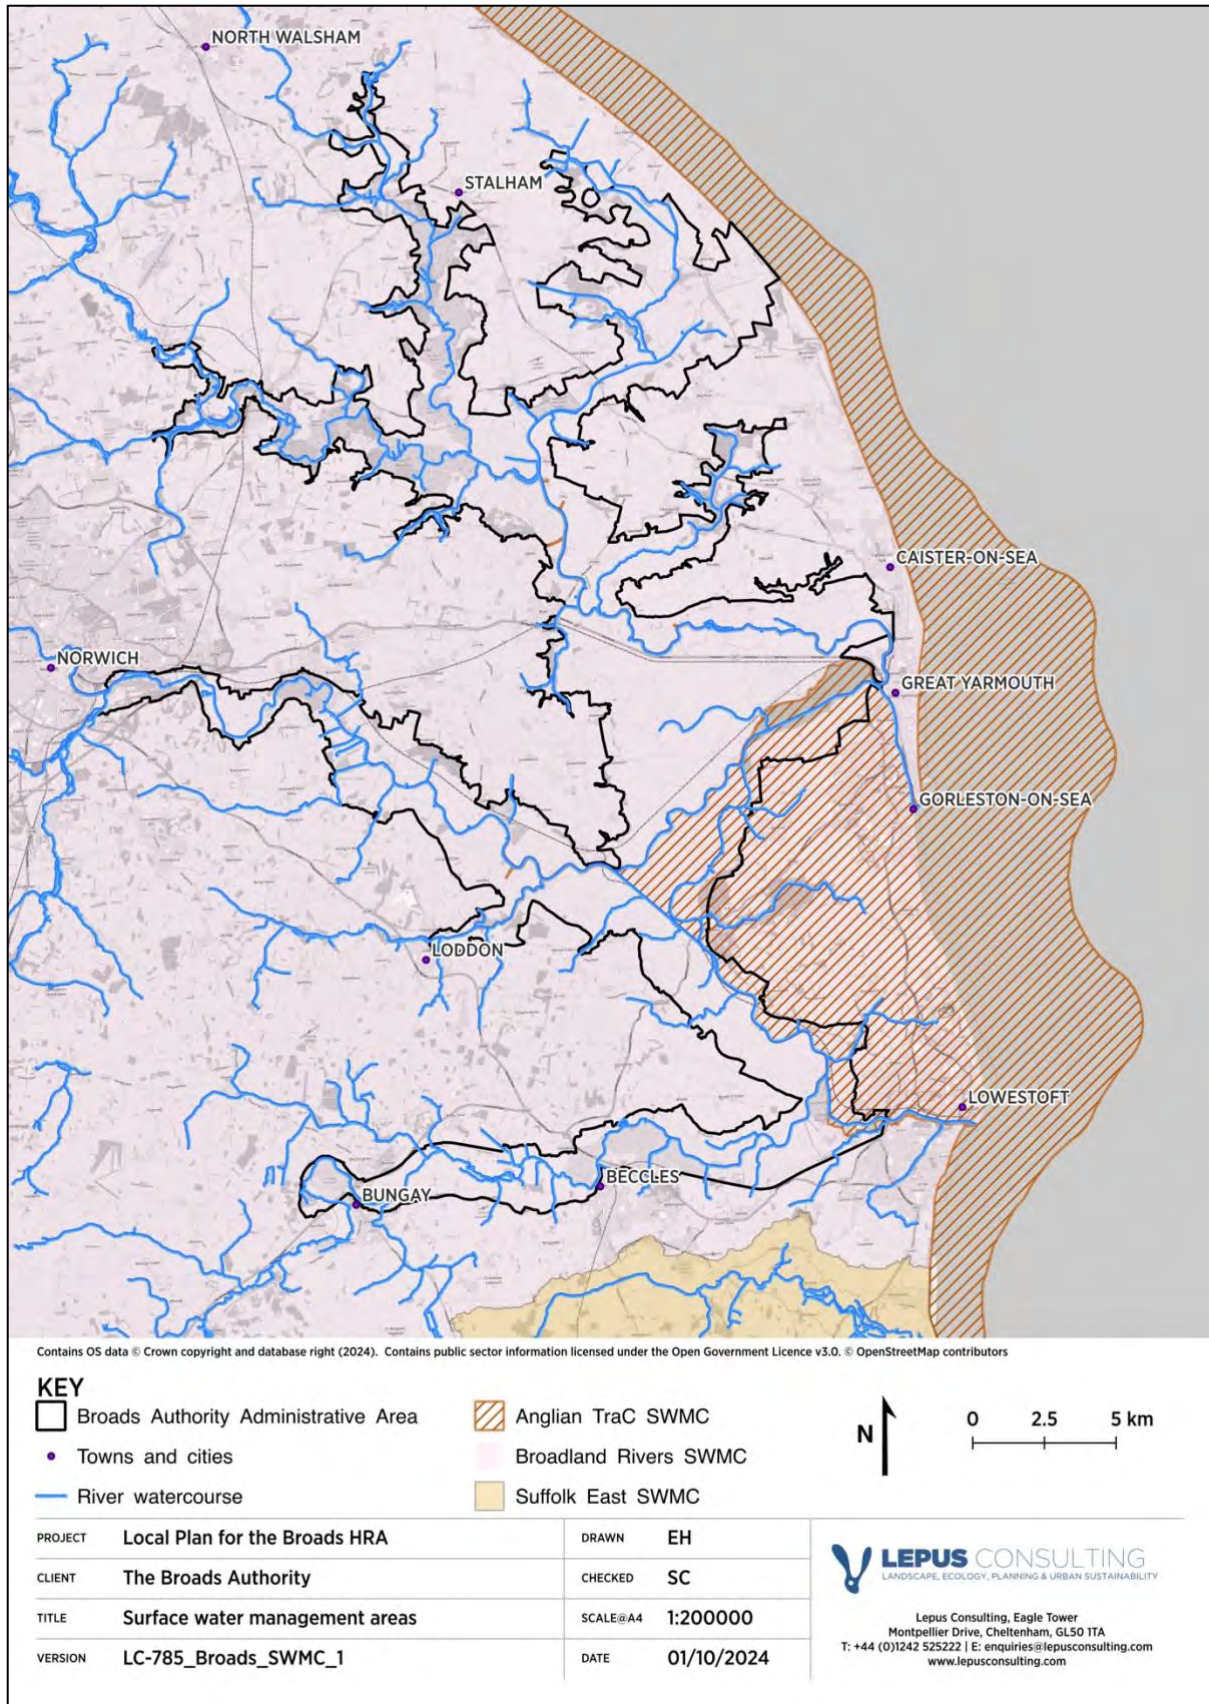 NORTH WALSHAM
STALHAM
CAISTER-ON-SEA
NORWICH
GREAT YARMOUTH
GORLESTON-ON-SEA
LODDON
LOWESTOFT
BECCLES
BUNGAY
Contains OS data © Crown copyright and database right (2024). Contains public sector information licensed under the Open Government Licence v3.0. © OpenStreetMap contributors
KEY
Broads Authority Administrative Area
Towns and cities
River watercourse
Anglian TraC SWMC
Broadland Rivers SWMC
Suffolk East SWMC
N
0 2.5 5 km
PROJECT Local Plan for the Broads HRA
CLIENT The Broads Authority
TITLE Surface water management areas
VERSION LC-785_Broads_SWMC_1
DRAWN EH
CHECKED SC
SCALE@A4 1:200000
DATE 01/10/2024
LEPUS CONSULTING
LANDSCAPE, ECOLOGY, PLANNING & URBAN SUSTAINABILITY
Lepus Consulting, Eagle Tower
Montpellier Drive, Cheltenham, GL50 1TA
T: +44 (0)1242 525222 | E: enquiries@lepusconsulting.com
www.lepusconsulting.com